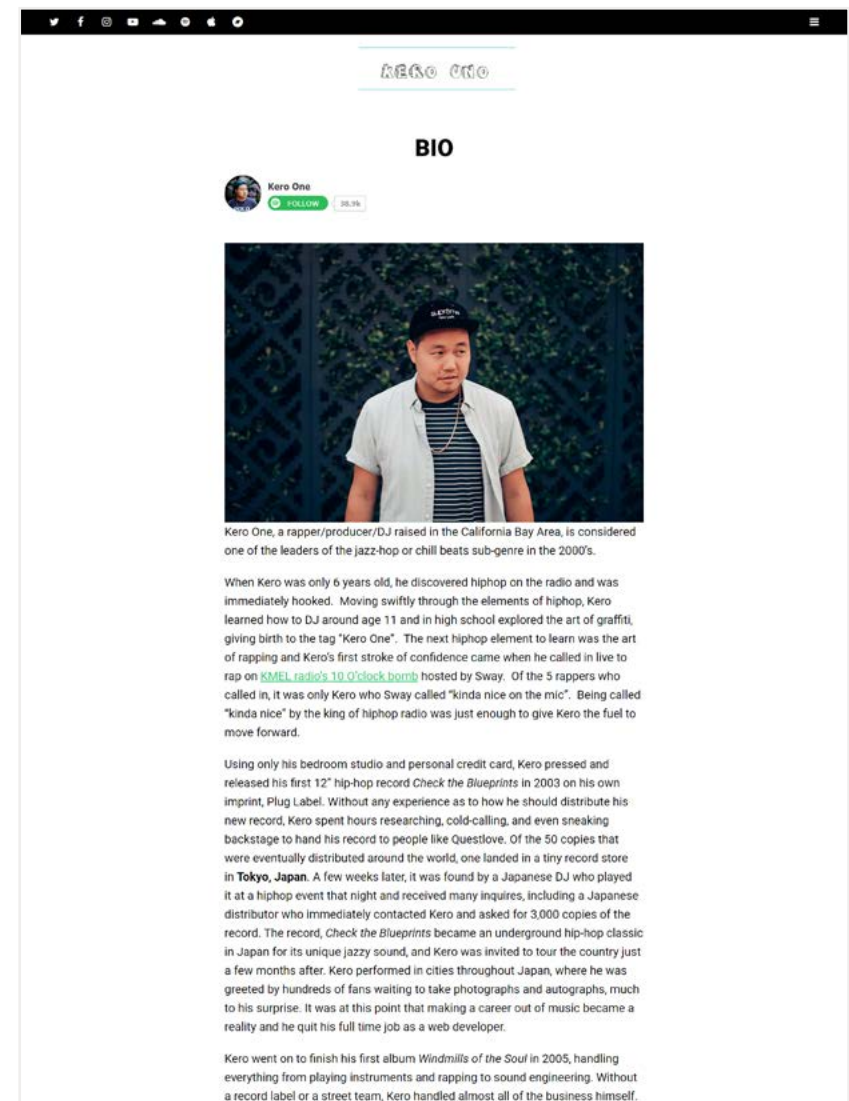 KERO ONE
BIO
Kero One
FOLLOW
38.9k
Kero One, a rapper/producer/DJ raised in the California Bay Area, is considered
one of the leaders of the jazz-hop or chill beats sub-genre in the 2000's.
When Kero was only 6 years old, he discovered hiphop on the radio and was
immediately hooked.  Moving swiftly through the elements of hiphop, Kero
learned how to DJ around age 11 and in high school explored the art of graffiti,
giving birth to the tag "Kero One".  The next hiphop element to learn was the art
of rapping and Kero's first stroke of confidence came when he called in live to
rap on KMEL radio's 10 O'clock bomb hosted by Sway.  Of the 5 rappers who
called in, it was only Kero who Sway called "kinda nice on the mic".  Being called
"kinda nice" by the king of hiphop radio was just enough to give Kero the fuel to
move forward.
Using only his bedroom studio and personal credit card, Kero pressed and
released his first 12" hip-hop record Check the Blueprints in 2003 on his own
imprint, Plug Label. Without any experience as to how he should distribute his
new record, Kero spent hours researching, cold-calling, and even sneaking
backstage to hand his record to people like Questlove. Of the 50 copies that
were eventually distributed around the world, one landed in a tiny record store
in Tokyo, Japan. A few weeks later, it was found by a Japanese DJ who played
it at a hiphop event that night and received many inquires, including a Japanese
distributor who immediately contacted Kero and asked for 3,000 copies of the
record. The record, Check the Blueprints became an underground hip-hop classic
in Japan for its unique jazzy sound, and Kero was invited to tour the country just
a few months after. Kero performed in cities throughout Japan, where he was
greeted by hundreds of fans waiting to take photographs and autographs, much
to his surprise. It was at this point that making a career out of music became a
reality and he quit his full time job as a web developer.
Kero went on to finish his first album Windmills of the Soul in 2005, handling
everything from playing instruments and rapping to sound engineering. Without
a record label or a street team, Kero handled almost all of the business himself.